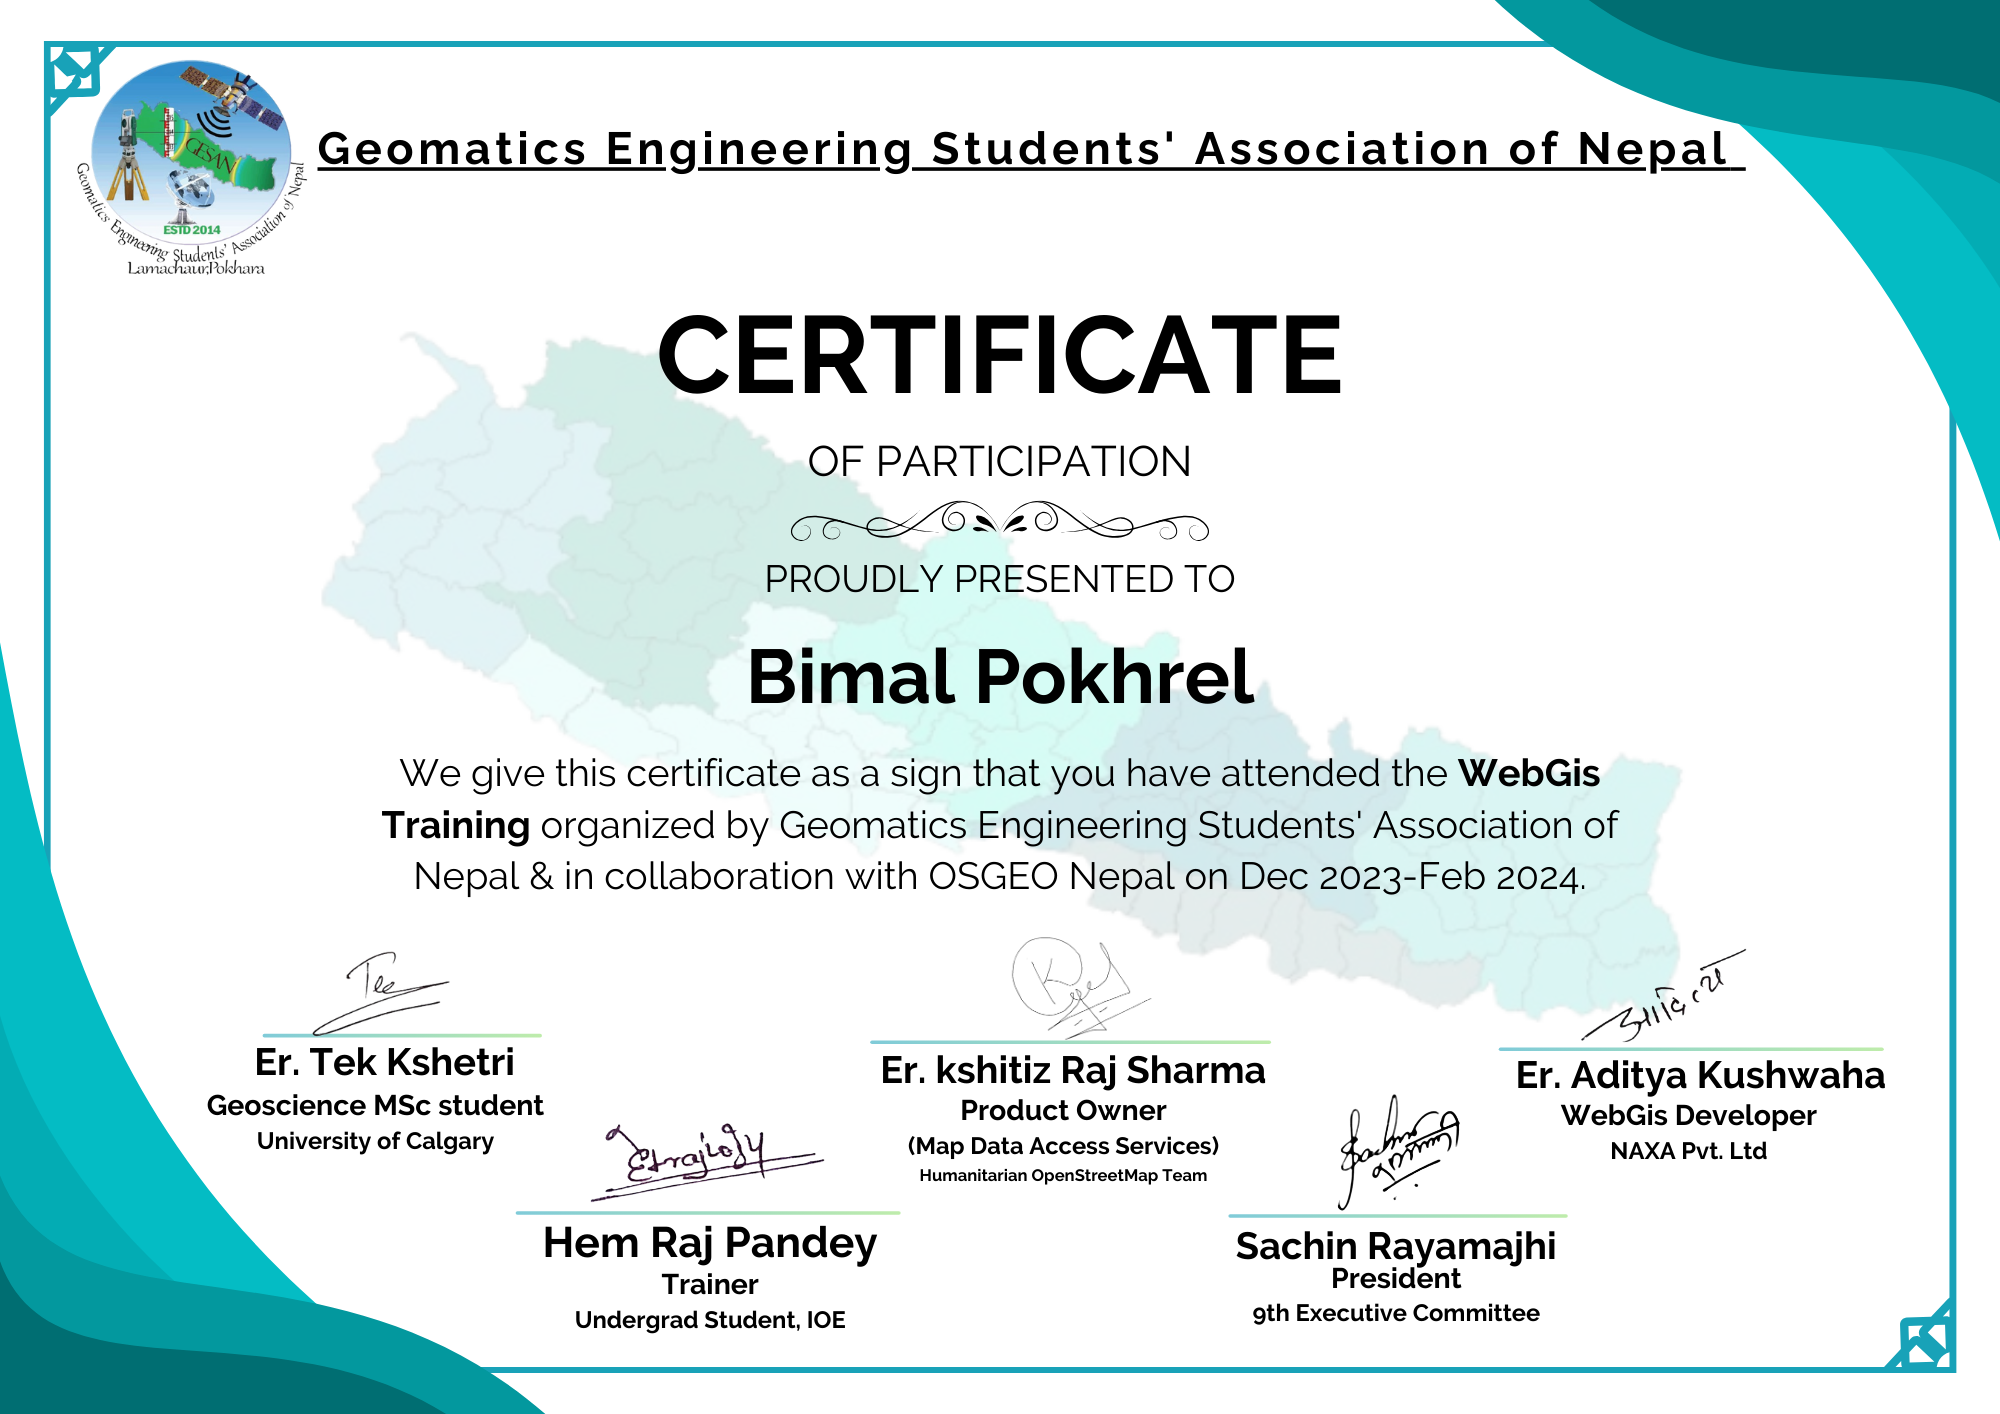 Geomatics Engineering Students' Association of Nepal
GESAN
ESTD 2014
Geomatics Engineering Students' Association of Nepal
Lamachaur,Pokhara
CERTIFICATE
OF PARTICIPATION
PROUDLY PRESENTED TO
Bimal Pokhrel
We give this certificate as a sign that you have attended the WebGis
Training organized by Geomatics Engineering Students' Association of
Nepal & in collaboration with OSGEO Nepal on Dec 2023-Feb 2024.
Tec
Er. Tek Kshetri
Geoscience MSc student
University of Calgary
Er. kshitiz Raj Sharma
Product Owner
(Map Data Access Services)
Humanitarian OpenStreetMap Team
Er. Aditya Kushwaha
WebGis Developer
NAXA Pvt. Ltd
Hem Raj Pandey
Trainer
Undergrad Student, IOE
Sachin Rayamajhi
President
9th Executive Committee